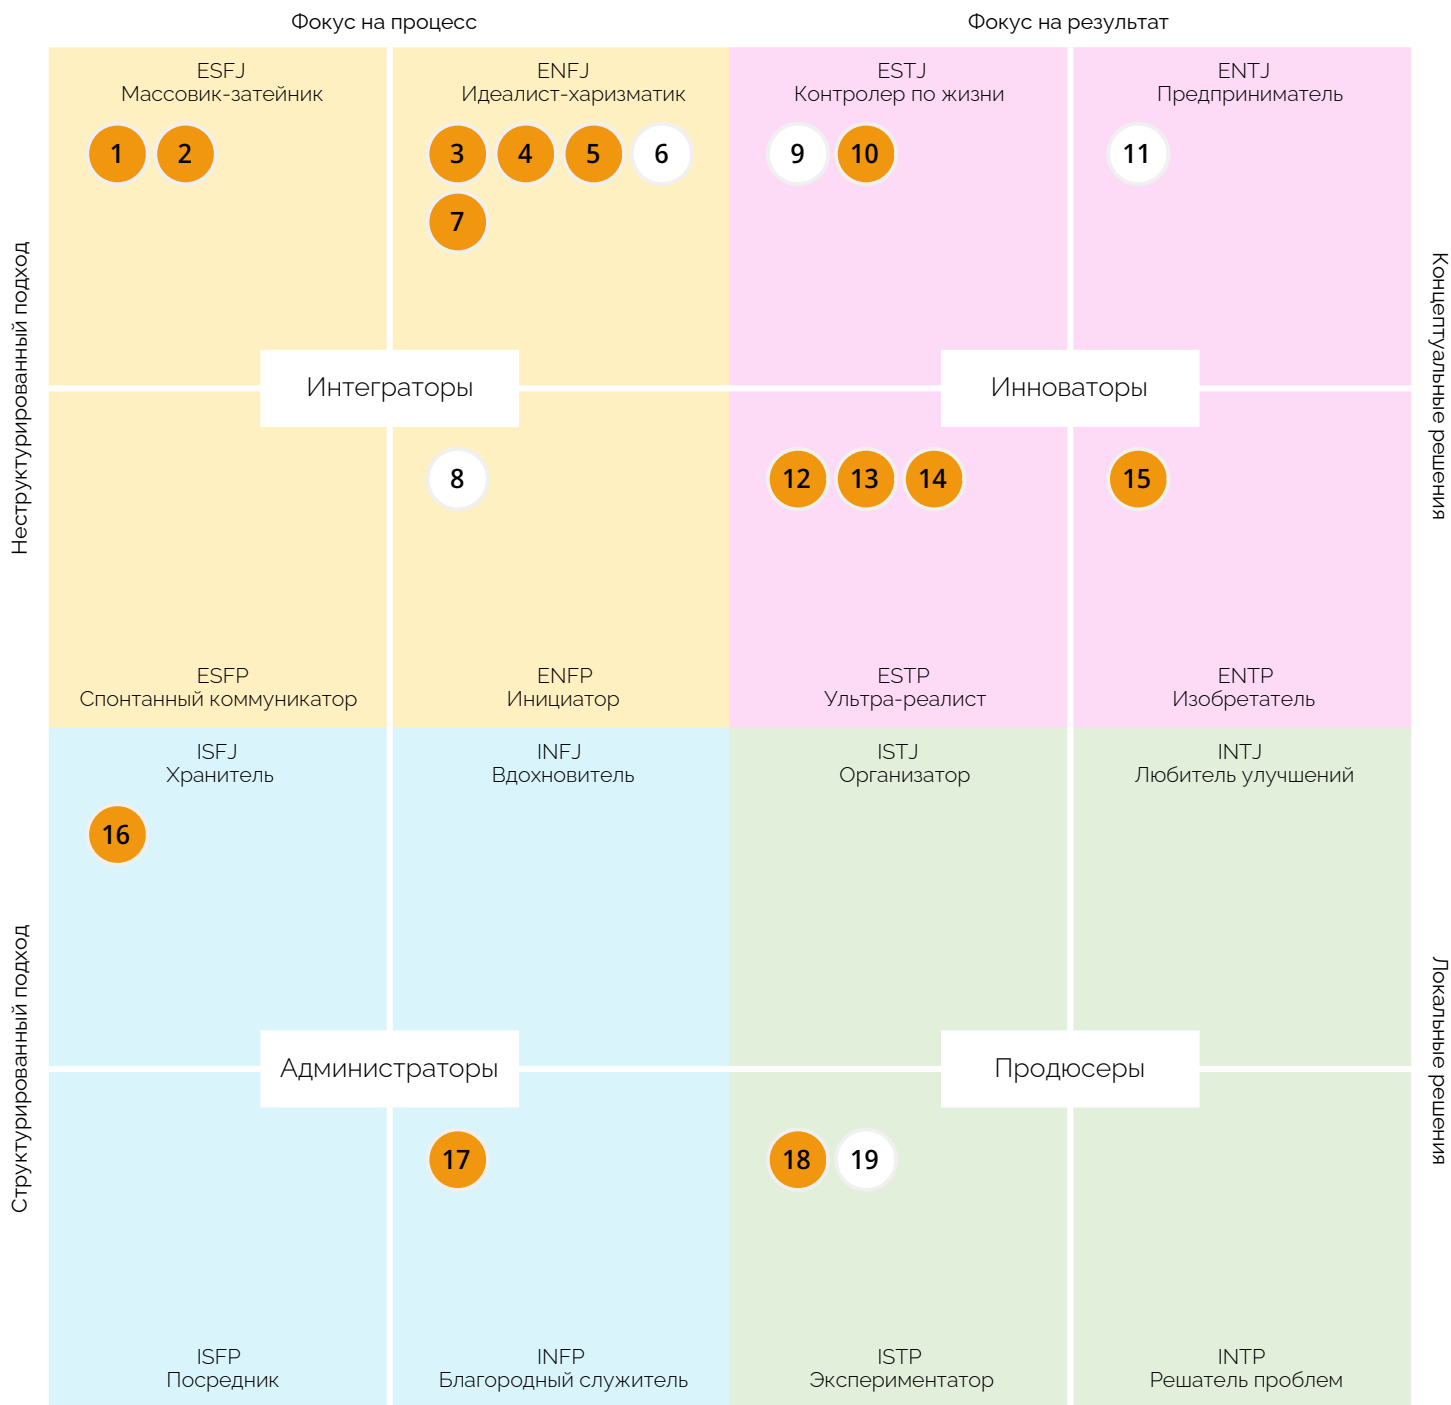 Фокус на процесс
Фокус на результат
ESFJ
Массовик-затейник
ENFJ
Идеалист-харизматик
ESTJ
Контролер по жизни
ENTJ
Предприниматель
1 2
3 4 5 6
9 10
11
7
Неструктурированный подход
Концептуальные решения
Интеграторы
Инноваторы
8
12 13 14
15
ESFP
Спонтанный коммуникатор
ENFP
Инициатор
ESTP
Ультра-реалист
ENTP
Изобретатель
ISFJ
Хранитель
INFJ
Вдохновитель
ISTJ
Организатор
INTJ
Любитель улучшений
16
Структурированный подход
Локальные решения
Администраторы
Продюсеры
17
18 19
ISFP
Посредник
INFP
Благородный служитель
ISTP
Экспериментатор
INTP
Решатель проблем